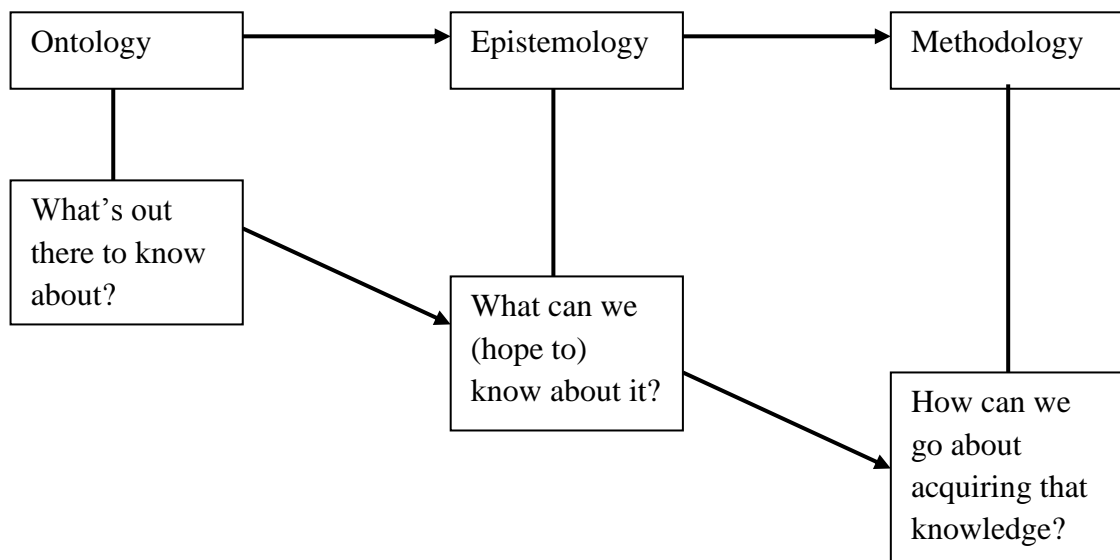 Ontology
Epistemology
Methodology
What’s out
there to know
about?
What can we
(hope to)
know about it?
How can we
go about
acquiring that
knowledge?